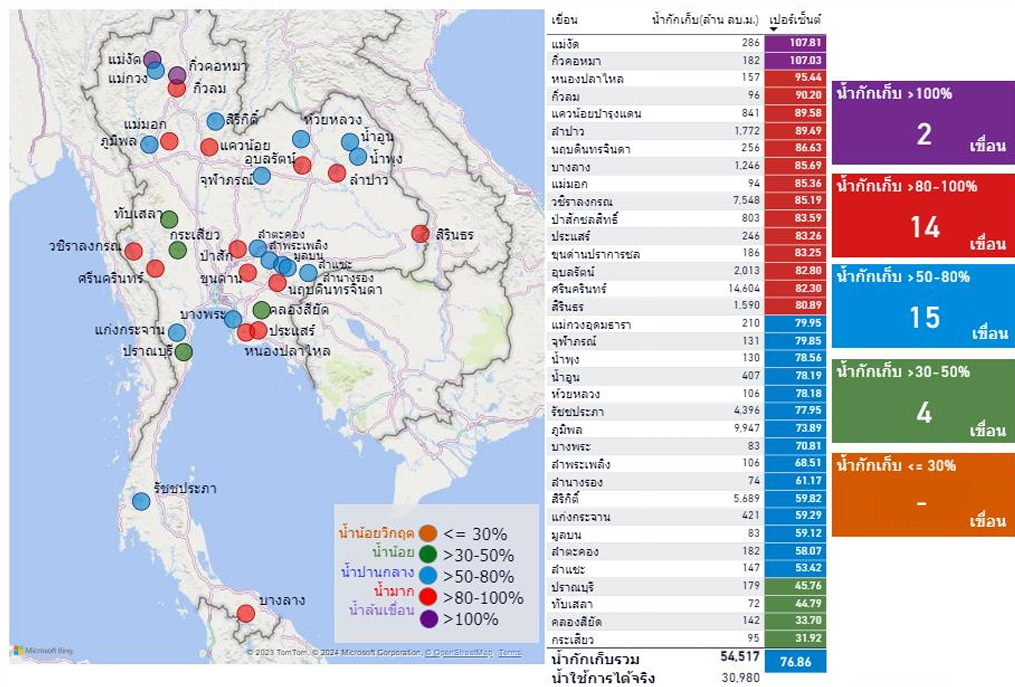 แม่งัด
แม่กวง
กิ่วคอหมา
กิ่วลม
สิริกิติ์
ห้วยหลวง
แม่มอก
ภูมิพล
แควน้อย
น้ำอูน
อุบลรัตน์
น้ำพุง
จุฬาภรณ์
ลำปาว
ทับเสลา
กระเสียว
ลำตะคอง
วชิราลงกรณ
ป่าสัก
ลำพระเพลิง
สิรินธร
มูลบน
ลำแชะ
ศรีนครินทร์
ขุนด่าน
ลำนางรอง
นฤบดินทรจินดา
บางพระ
คลองสียัด
แก่งกระจาน
ประแสร์
ปราณบุรี
หนองปลาไหล
รัชชประภา
บางลาง
น้ำน้อยวิกฤต <= 30%
น้ำน้อย >30-50%
น้ำปานกลาง >50-80%
น้ำมาก >80-100%
น้ำล้นเขื่อน >100%
Microsoft Bing
© 2023 TomTom, © 2024 Microsoft Corporation, © OpenStreetMap Terms
เขื่อน น้ำกักเก็บ(ล้าน ลบ.ม.) เปอร์เซ็นต์
แม่งัด 286 107.81
กิ่วคอหมา 182 107.03
หนองปลาไหล 157 95.44
กิ่วลม 96 90.20
แควน้อยบำรุงแดน 841 89.58
ลำปาว 1,772 89.49
นฤบดินทรจินดา 256 86.63
บางลาง 1,246 85.69
แม่มอก 94 85.36
วชิราลงกรณ 7,548 85.19
ป่าสักชลสิทธิ์ 803 83.59
ประแสร์ 246 83.26
ขุนด่านปราการชล 186 83.25
อุบลรัตน์ 2,013 82.80
ศรีนครินทร์ 14,604 82.30
สิรินธร 1,590 80.89
แม่กวงอุดมธารา 210 79.95
จุฬาภรณ์ 131 79.85
น้ำพุง 130 78.56
น้ำอูน 407 78.19
ห้วยหลวง 106 78.18
รัชชประภา 4,396 77.95
ภูมิพล 9,947 73.89
บางพระ 83 70.81
ลำพระเพลิง 106 68.51
ลำนางรอง 74 61.17
สิริกิติ์ 5,689 59.82
แก่งกระจาน 421 59.29
มูลบน 83 59.12
ลำตะคอง 182 58.07
ลำแชะ 147 53.42
ปราณบุรี 179 45.76
ทับเสลา 72 44.79
คลองสียัด 142 33.70
กระเสียว 95 31.92
น้ำกักเก็บรวม 54,517 76.86
น้ำใช้การได้จริง 30,980
น้ำกักเก็บ >100%
2
เขื่อน
น้ำกักเก็บ >80-100%
14
เขื่อน
น้ำกักเก็บ >50-80%
15
เขื่อน
น้ำกักเก็บ >30-50%
4
เขื่อน
น้ำกักเก็บ <= 30%
-
เขื่อน